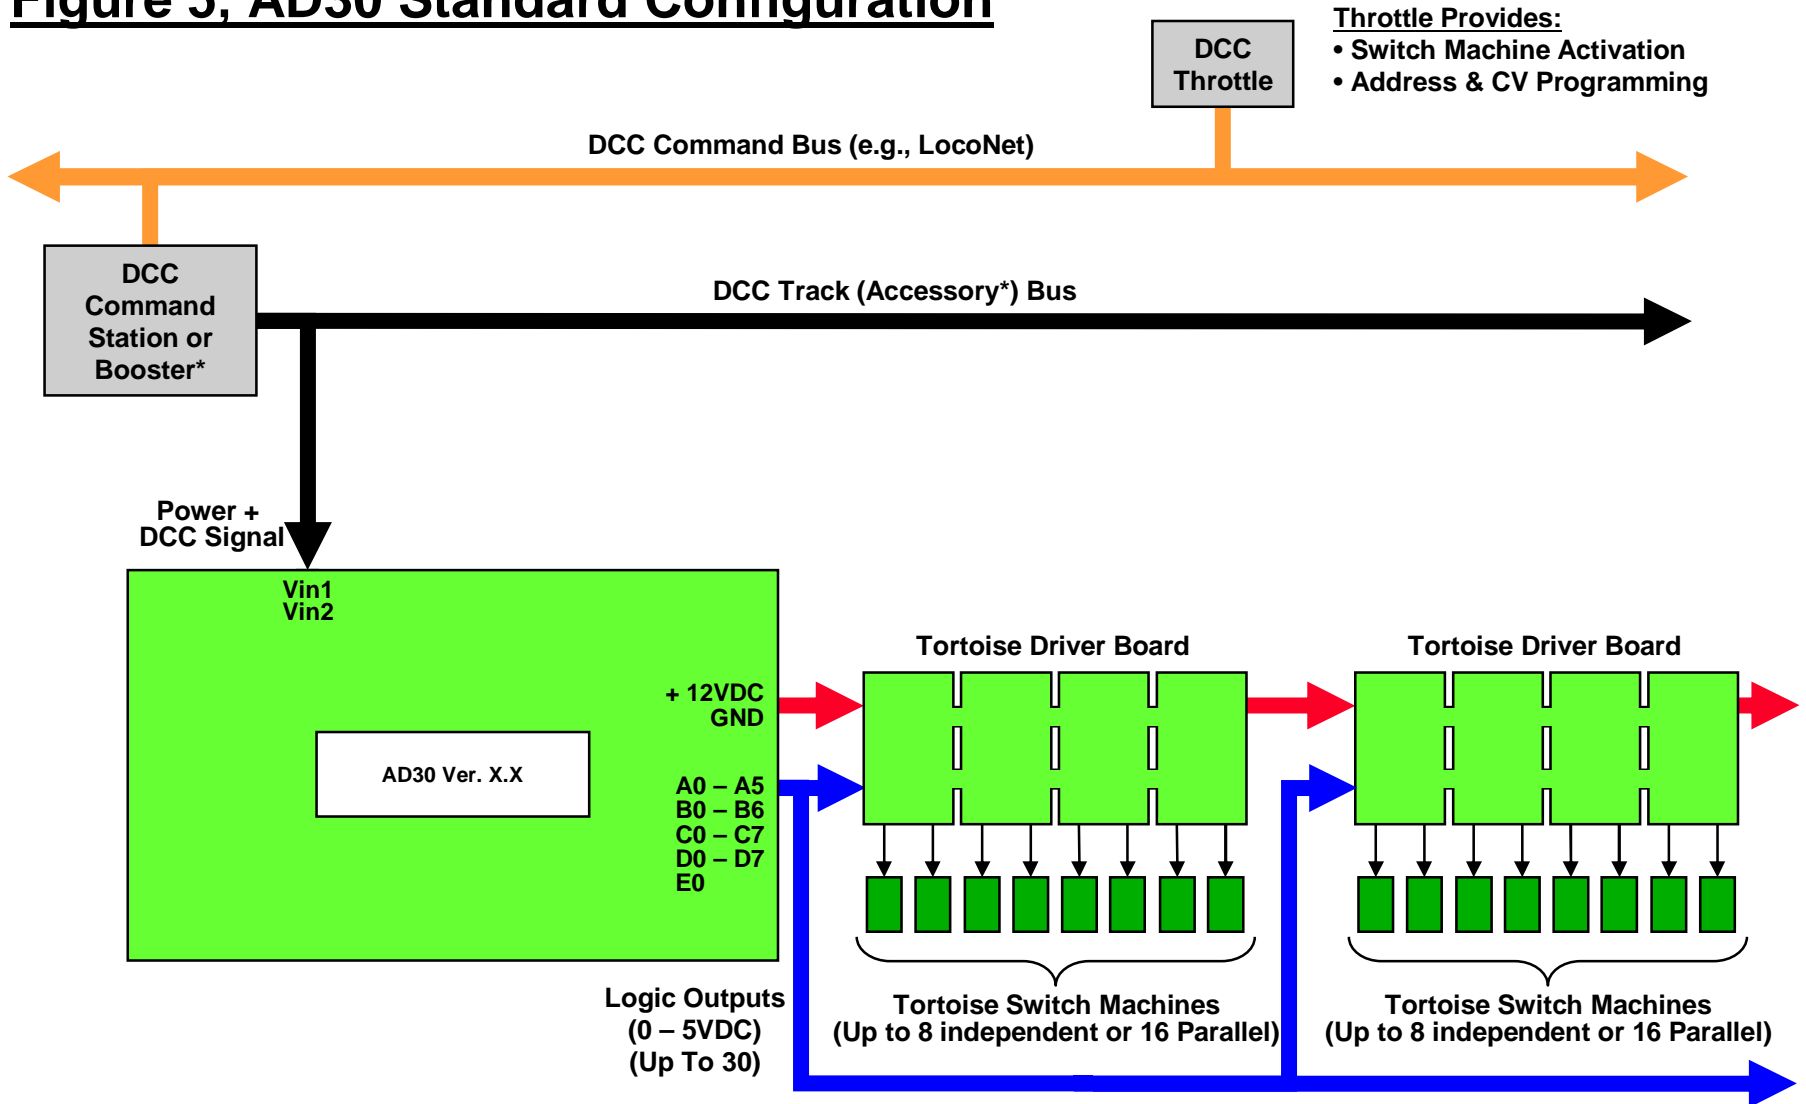 Figure 5, AD30 Standard Configuration
Throttle Provides:
• Switch Machine Activation
• Address & CV Programming
DCC
Throttle
DCC Command Bus (e.g., LocoNet)
DCC
Command
Station or
Booster*
DCC Track (Accessory*) Bus
Power +
DCC Signal
Vin1
Vin2
+ 12VDC
GND
AD30 Ver. X.X
A0 – A5
B0 – B6
C0 – C7
D0 – D7
E0
Tortoise Driver Board
Tortoise Driver Board
Logic Outputs
(0 – 5VDC)
(Up To 30)
Tortoise Switch Machines
(Up to 8 independent or 16 Parallel)
Tortoise Switch Machines
(Up to 8 independent or 16 Parallel)